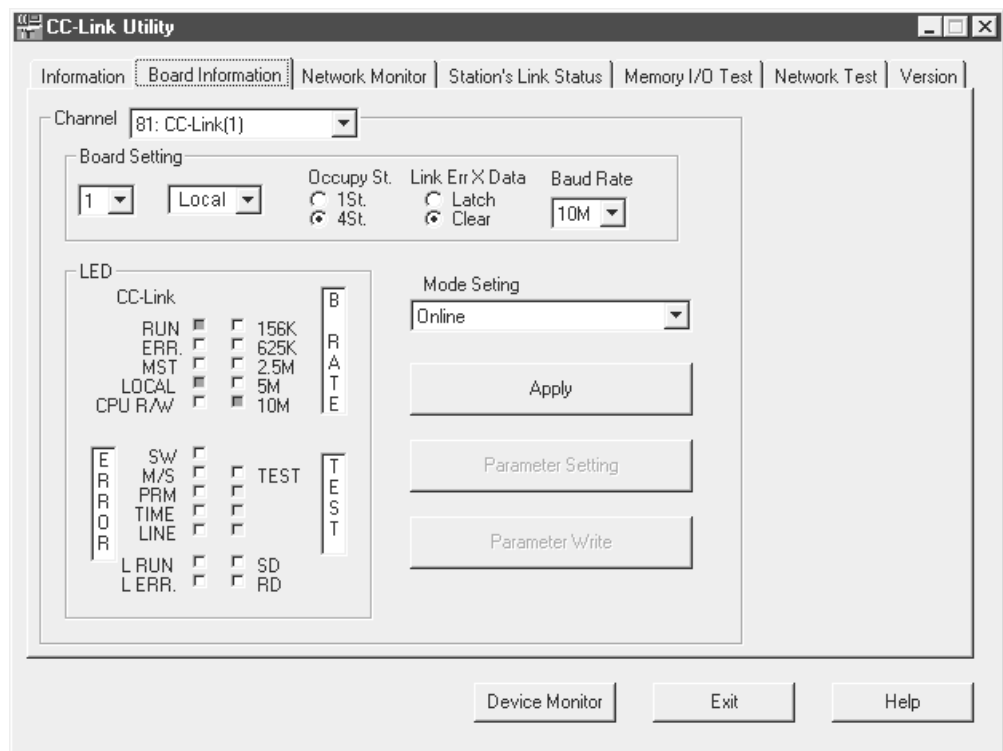 CC-Link Utility
Information Board Information Network Monitor Station's Link Status Memory I/O Test Network Test Version
Channel 81: CC-Link(1)
Board Setting
Occupy St. Link Err X Data Baud Rate
1 Local 1St. Latch 10M
4St. Clear
LED
CC-Link
RUN 156K
ERR. 625K
MST 2.5M
LOCAL 5M
CPU R/W 10M
B RATE
ERROR
SW
M/S TEST
PRM
TIME
LINE
TEST
L RUN SD
L ERR. RD
Mode Seting
Online
Apply
Parameter Setting
Parameter Write
Device Monitor Exit Help